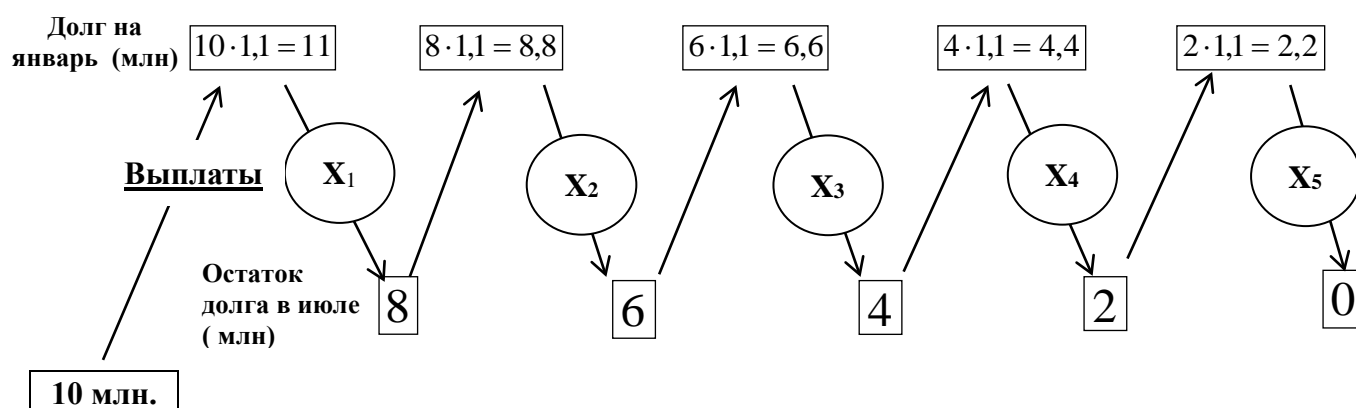 Долг на
январь (млн)
10·1,1 = 11
8·1,1 = 8,8
6·1,1 = 6,6
4·1,1 = 4,4
2·1,1 = 2,2
Выплаты
X₁
X₂
X₃
X₄
X₅
Остаток
долга в июле
( млн)
8
6
4
2
0
10 млн.